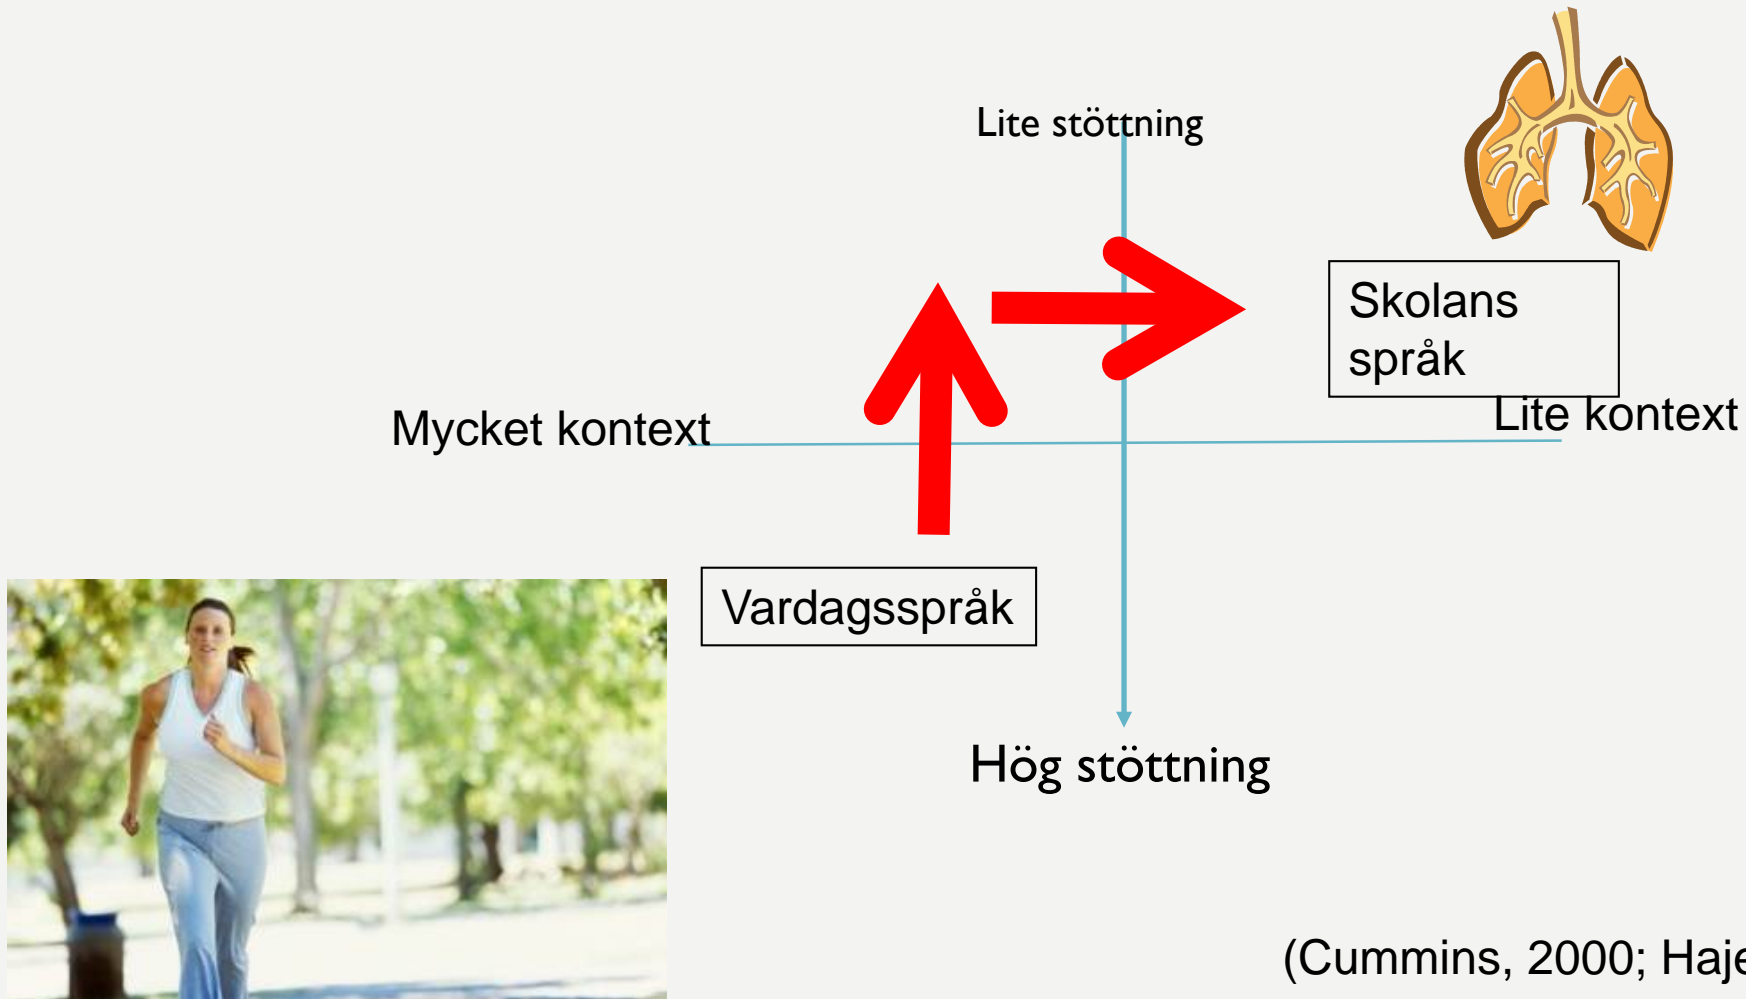 Lite stöttning
Skolans
språk
Mycket kontext
Lite kontext
Vardagsspråk
Hög stöttning
(Cummins, 2000;